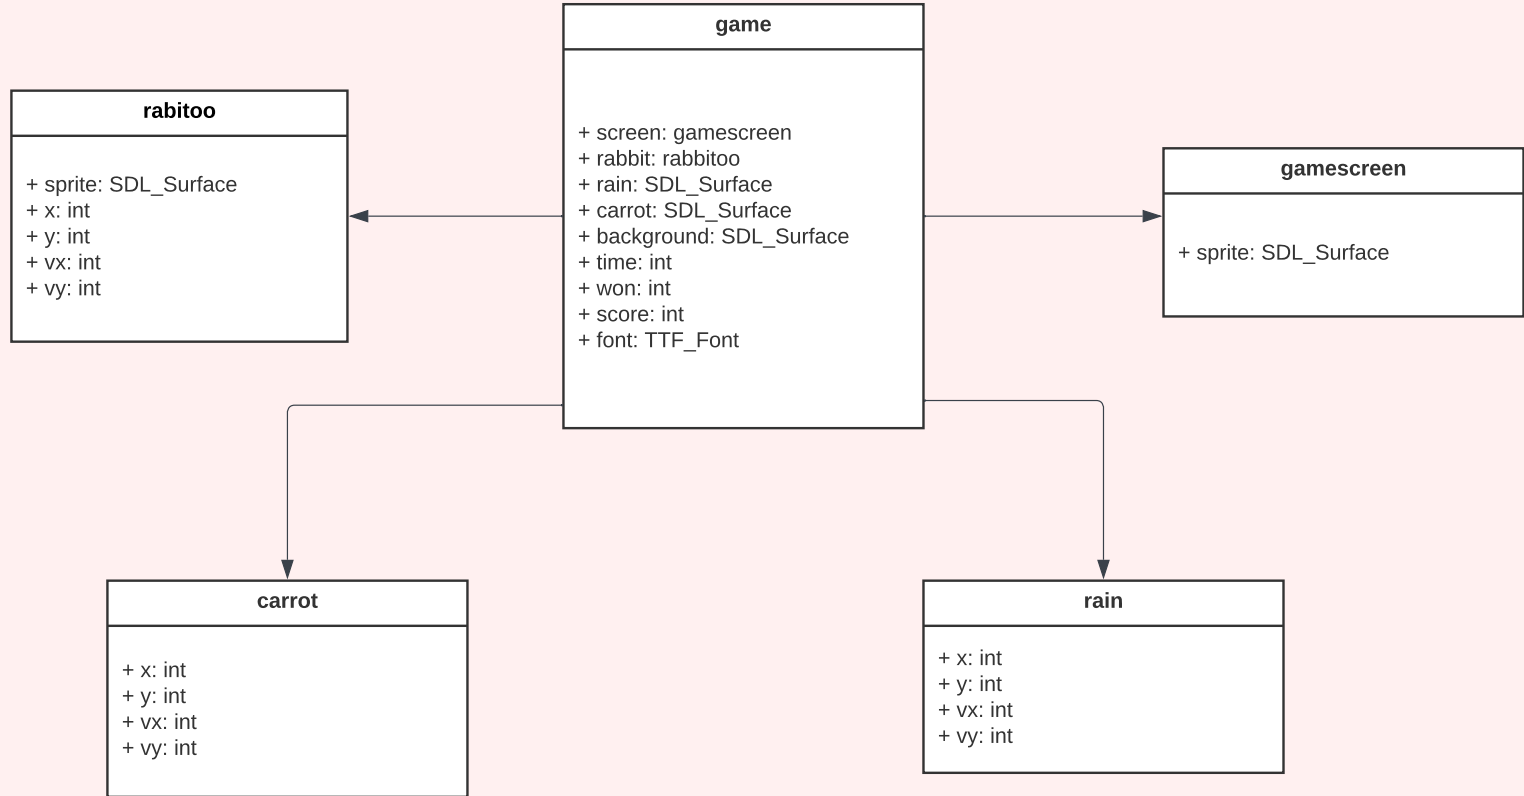 game
+ screen: gamescreen
+ rabbit: rabbitoo
+ rain: SDL_Surface
+ carrot: SDL_Surface
+ background: SDL_Surface
+ time: int
+ won: int
+ score: int
+ font: TTF_Font
rabitoo
+ sprite: SDL_Surface
+ x: int
+ y: int
+ vx: int
+ vy: int
gamescreen
+ sprite: SDL_Surface
carrot
+ x: int
+ y: int
+ vx: int
+ vy: int
rain
+ x: int
+ y: int
+ vx: int
+ vy: int